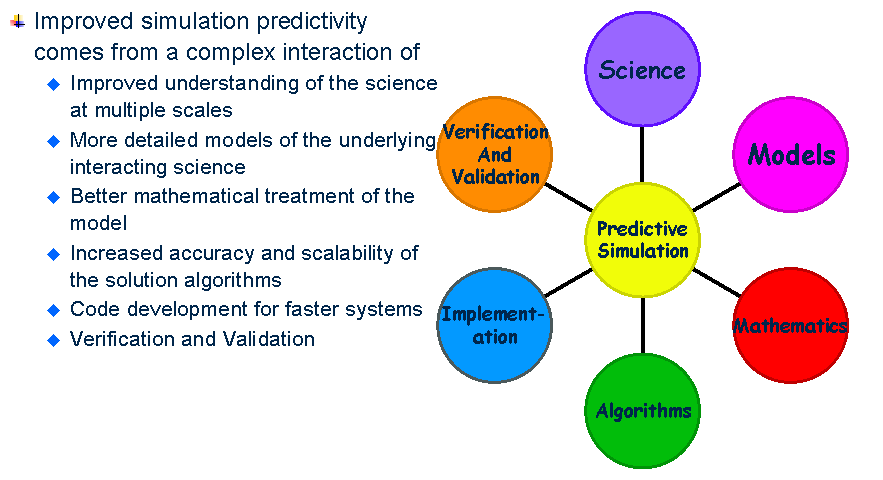 Improved simulation predictivity
comes from a complex interaction of
Improved understanding of the science
at multiple scales
More detailed models of the underlying
interacting science
Better mathematical treatment of the
model
Increased accuracy and scalability of
the solution algorithms
Code development for faster systems
Verification and Validation
Science
Models
Mathematics
Algorithms
Implement-
ation
Verification
And
Validation
Predictive
Simulation